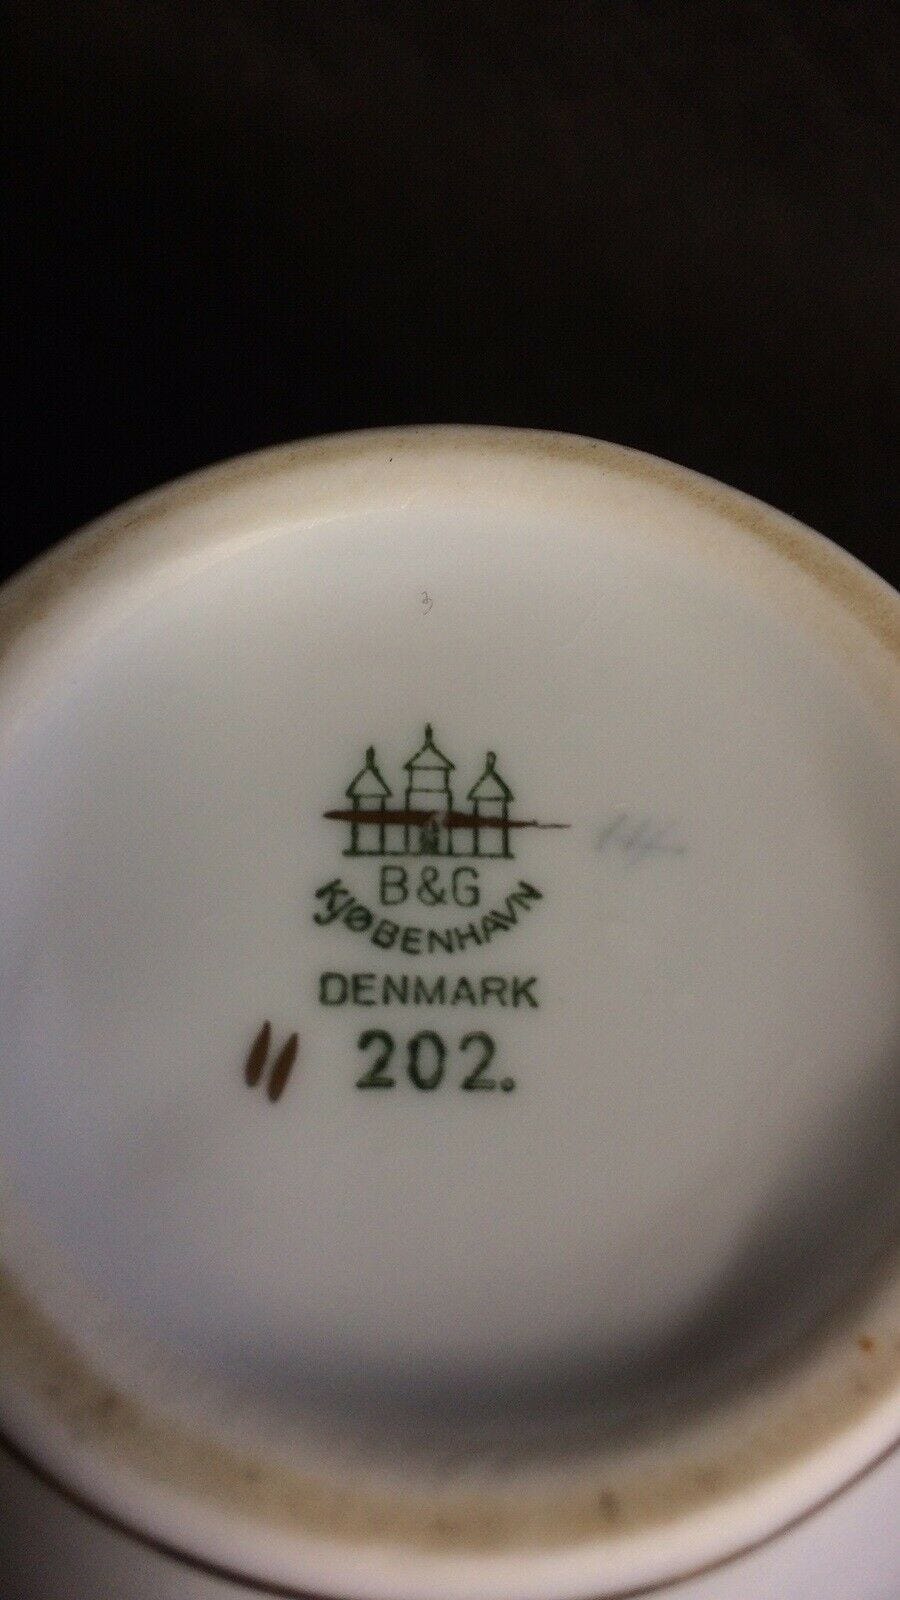 B&G
KJØBENHAVN
DENMARK
202.